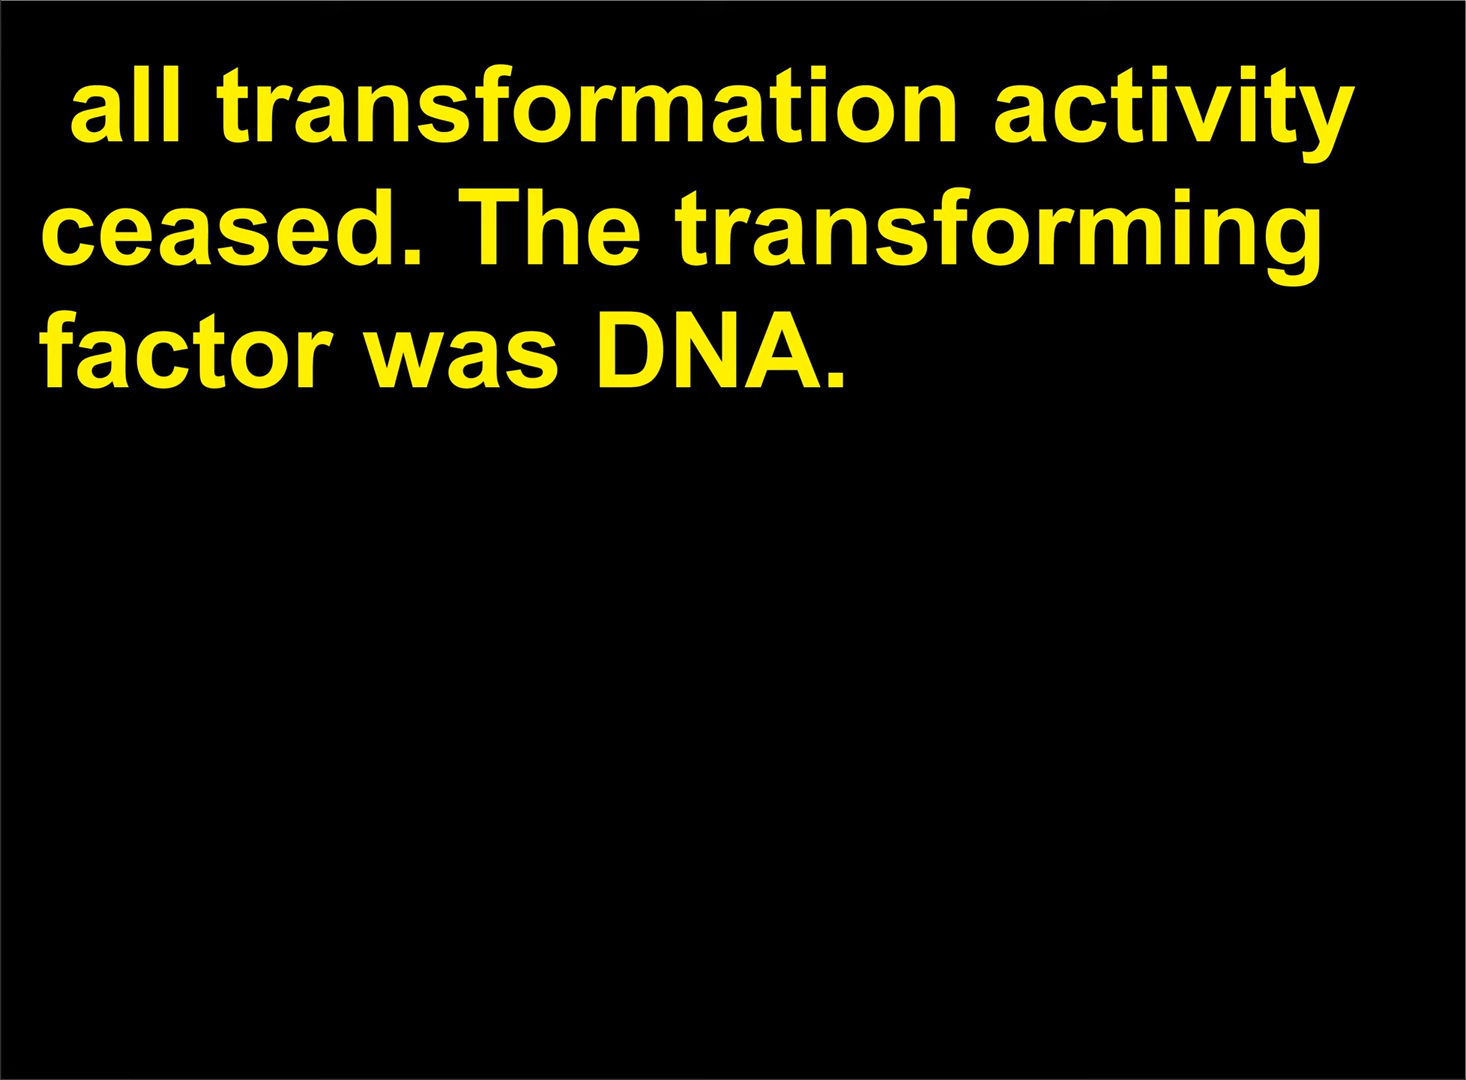 all transformation activity
ceased. The transforming
factor was DNA.